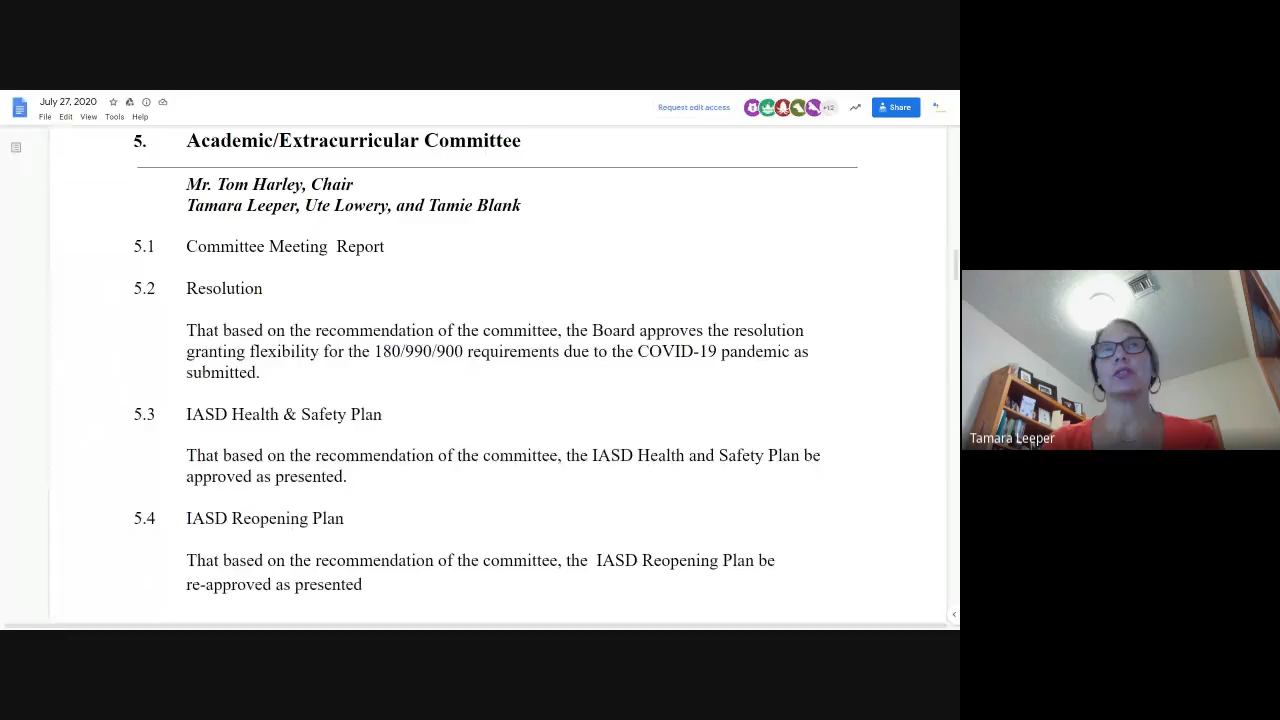 July 27, 2020
File Edit View Tools Help
Request edit access
+12
Share
5. Academic/Extracurricular Committee
Mr. Tom Harley, Chair
Tamara Leeper, Ute Lowery, and Tamie Blank
5.1 Committee Meeting Report
5.2 Resolution
That based on the recommendation of the committee, the Board approves the resolution
granting flexibility for the 180/990/900 requirements due to the COVID-19 pandemic as
submitted.
5.3 IASD Health & Safety Plan
That based on the recommendation of the committee, the IASD Health and Safety Plan be
approved as presented.
5.4 IASD Reopening Plan
That based on the recommendation of the committee, the IASD Reopening Plan be
re-approved as presented
Tamara Leeper